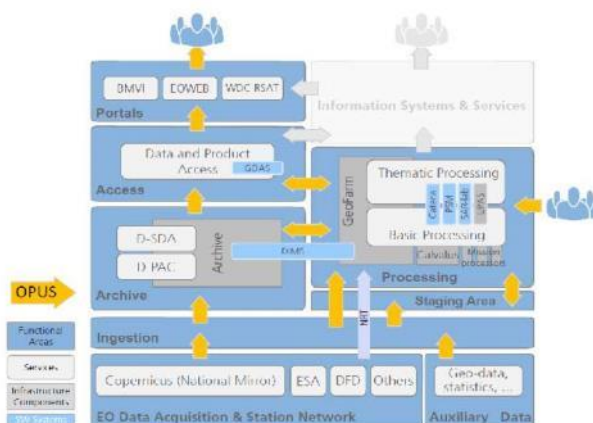 BMVI
EOWEB
WDC-RSAT
Portals
Information Systems & Services
Data and Product
Access
Access
GeoFarm
Thematic Processing
Basic Processing
Calvalus
Processing
D-SDA
D-PAC
Archive
DIMS
Archive
Staging Area
OPUS
Functional
Areas
Services
Infrastructure
Components
Ingestion
NRT
Copernicus (National Mirror)
ESA
DFD
Others
Geo-data,
statistics, ...
EO Data Acquisition & Station Network
Auxiliary Data